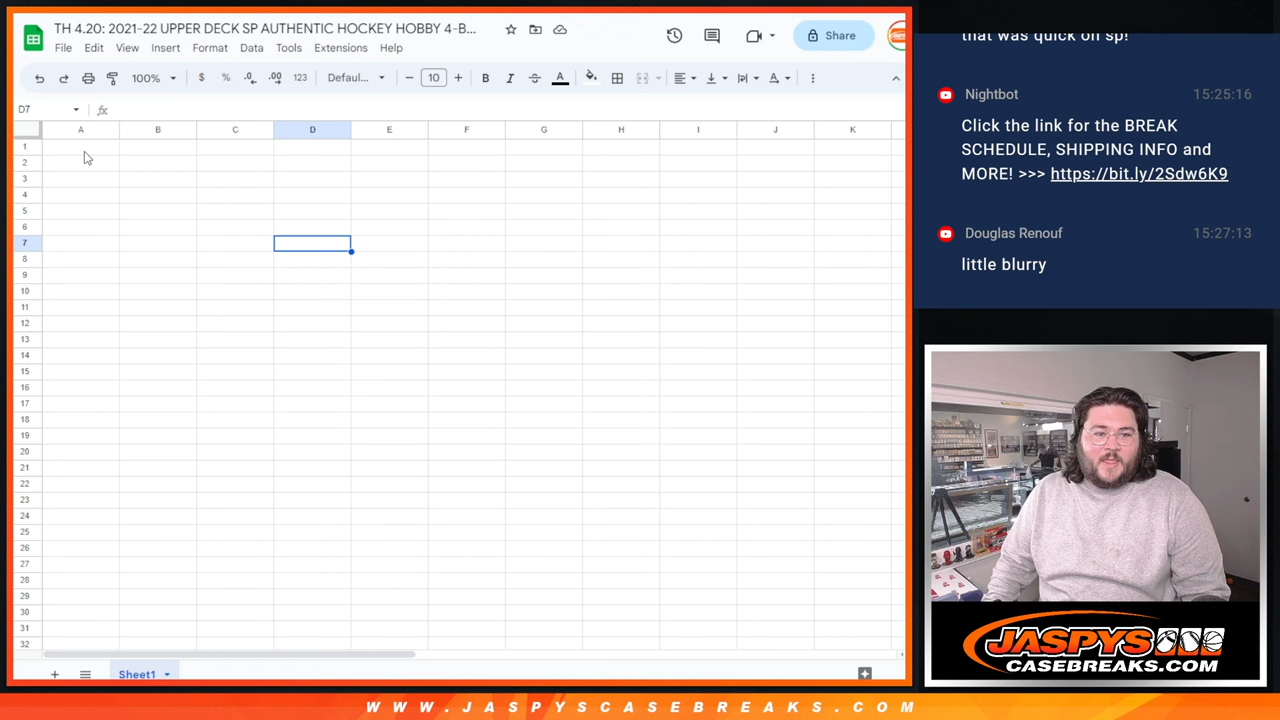 TH 4.20: 2021-22 UPPER DECK SP AUTHENTIC HOCKEY HOBBY 4-B...
File Edit View Insert Format Data Tools Extensions Help
Share
100% $ % .0 .00 123 Defaul... 10 B I S A
D7 fx
A B C D E F G H I J K
1
2
3
4
5
6
7
8
9
10
11
12
13
14
15
16
17
18
19
20
21
22
23
24
25
26
27
28
29
30
31
32
Sheet1
that was quick on sp!
Nightbot 15:25:16
Click the link for the BREAK
SCHEDULE, SHIPPING INFO and
MORE! >>> https://bit.ly/2Sdw6K9
Douglas Renouf 15:27:13
little blurry
JASPYS
CASEBREAKS.COM
WWW.JASPYSCASEBREAKS.COM